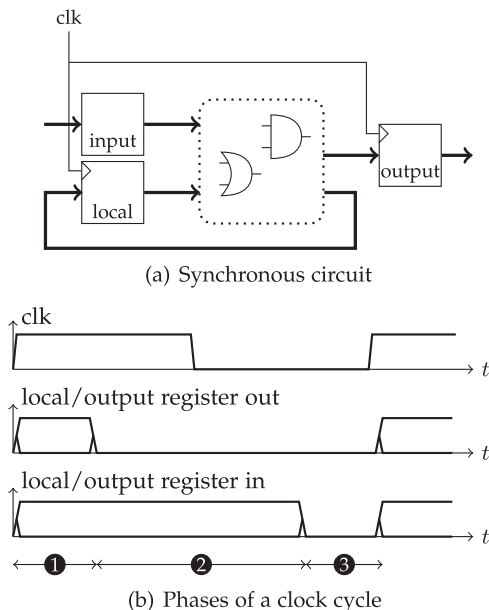 clk
input
local
output
(a) Synchronous circuit
clk
t
local/output register out
t
local/output register in
t
1 2 3
(b) Phases of a clock cycle